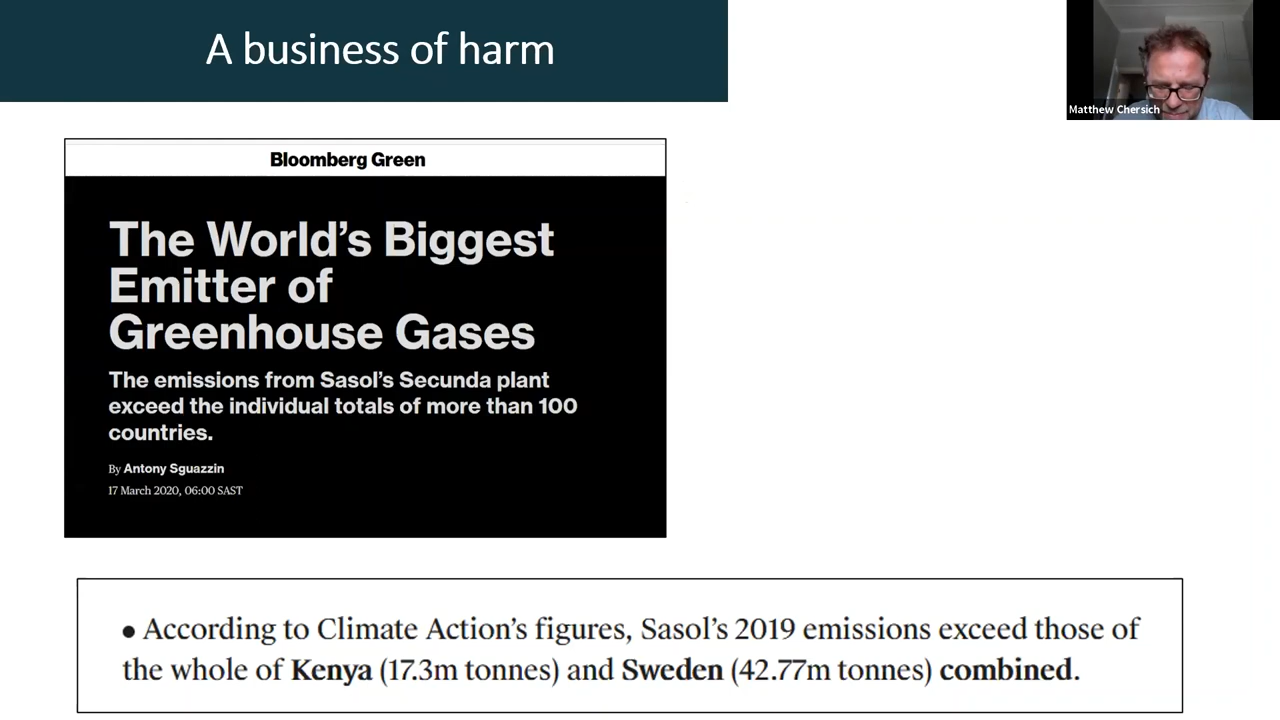 A business of harm
Matthew Chersich
Bloomberg Green
The World’s Biggest
Emitter of
Greenhouse Gases
The emissions from Sasol’s Secunda plant
exceed the individual totals of more than 100
countries.
By Antony Sguazzin
17 March 2020, 06:00 SAST
• According to Climate Action’s figures, Sasol’s 2019 emissions exceed those of
the whole of Kenya (17.3m tonnes) and Sweden (42.77m tonnes) combined.